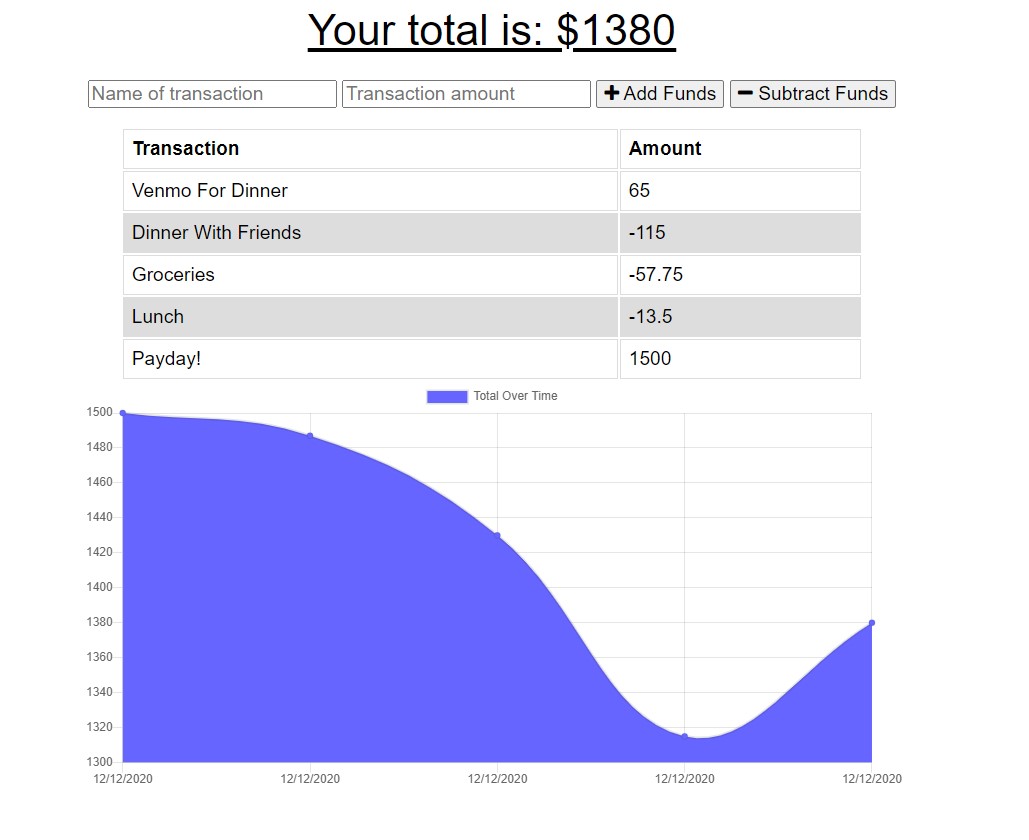 Your total is: $1380
Name of transaction Transaction amount + Add Funds − Subtract Funds
Transaction Amount
Venmo For Dinner 65
Dinner With Friends -115
Groceries -57.75
Lunch -13.5
Payday! 1500
Total Over Time
1500
1480
1460
1440
1420
1400
1380
1360
1340
1320
1300
12/12/2020 12/12/2020 12/12/2020 12/12/2020 12/12/2020